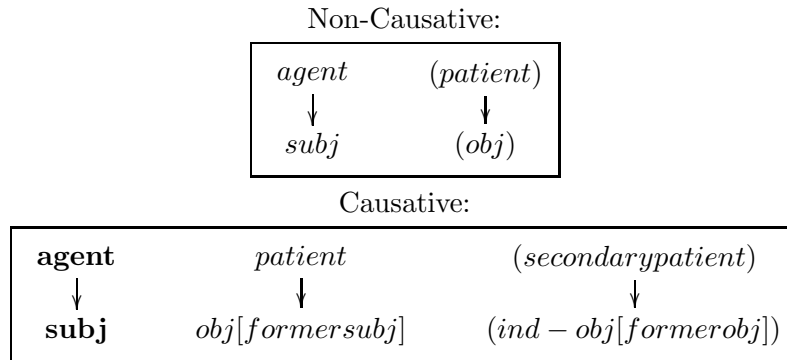 Non-Causative:
agent (patient)
subj (obj)
Causative:
agent patient (secondarypatient)
subj obj[formersubj] (ind − obj[formerobj])